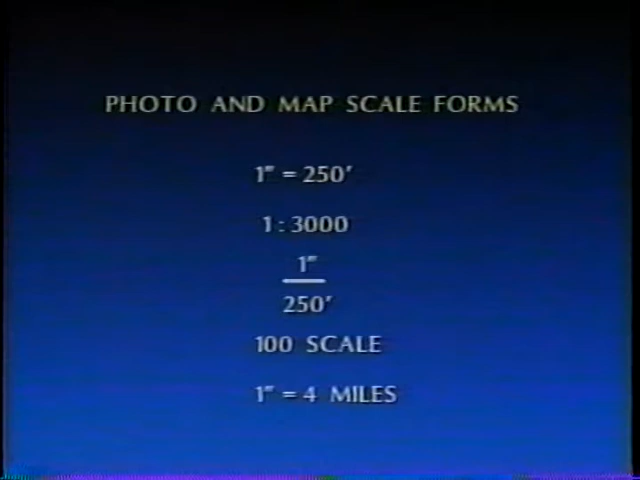 PHOTO AND MAP SCALE FORMS
1" = 250'
1 : 3000
1"
250'
100 SCALE
1" = 4 MILES